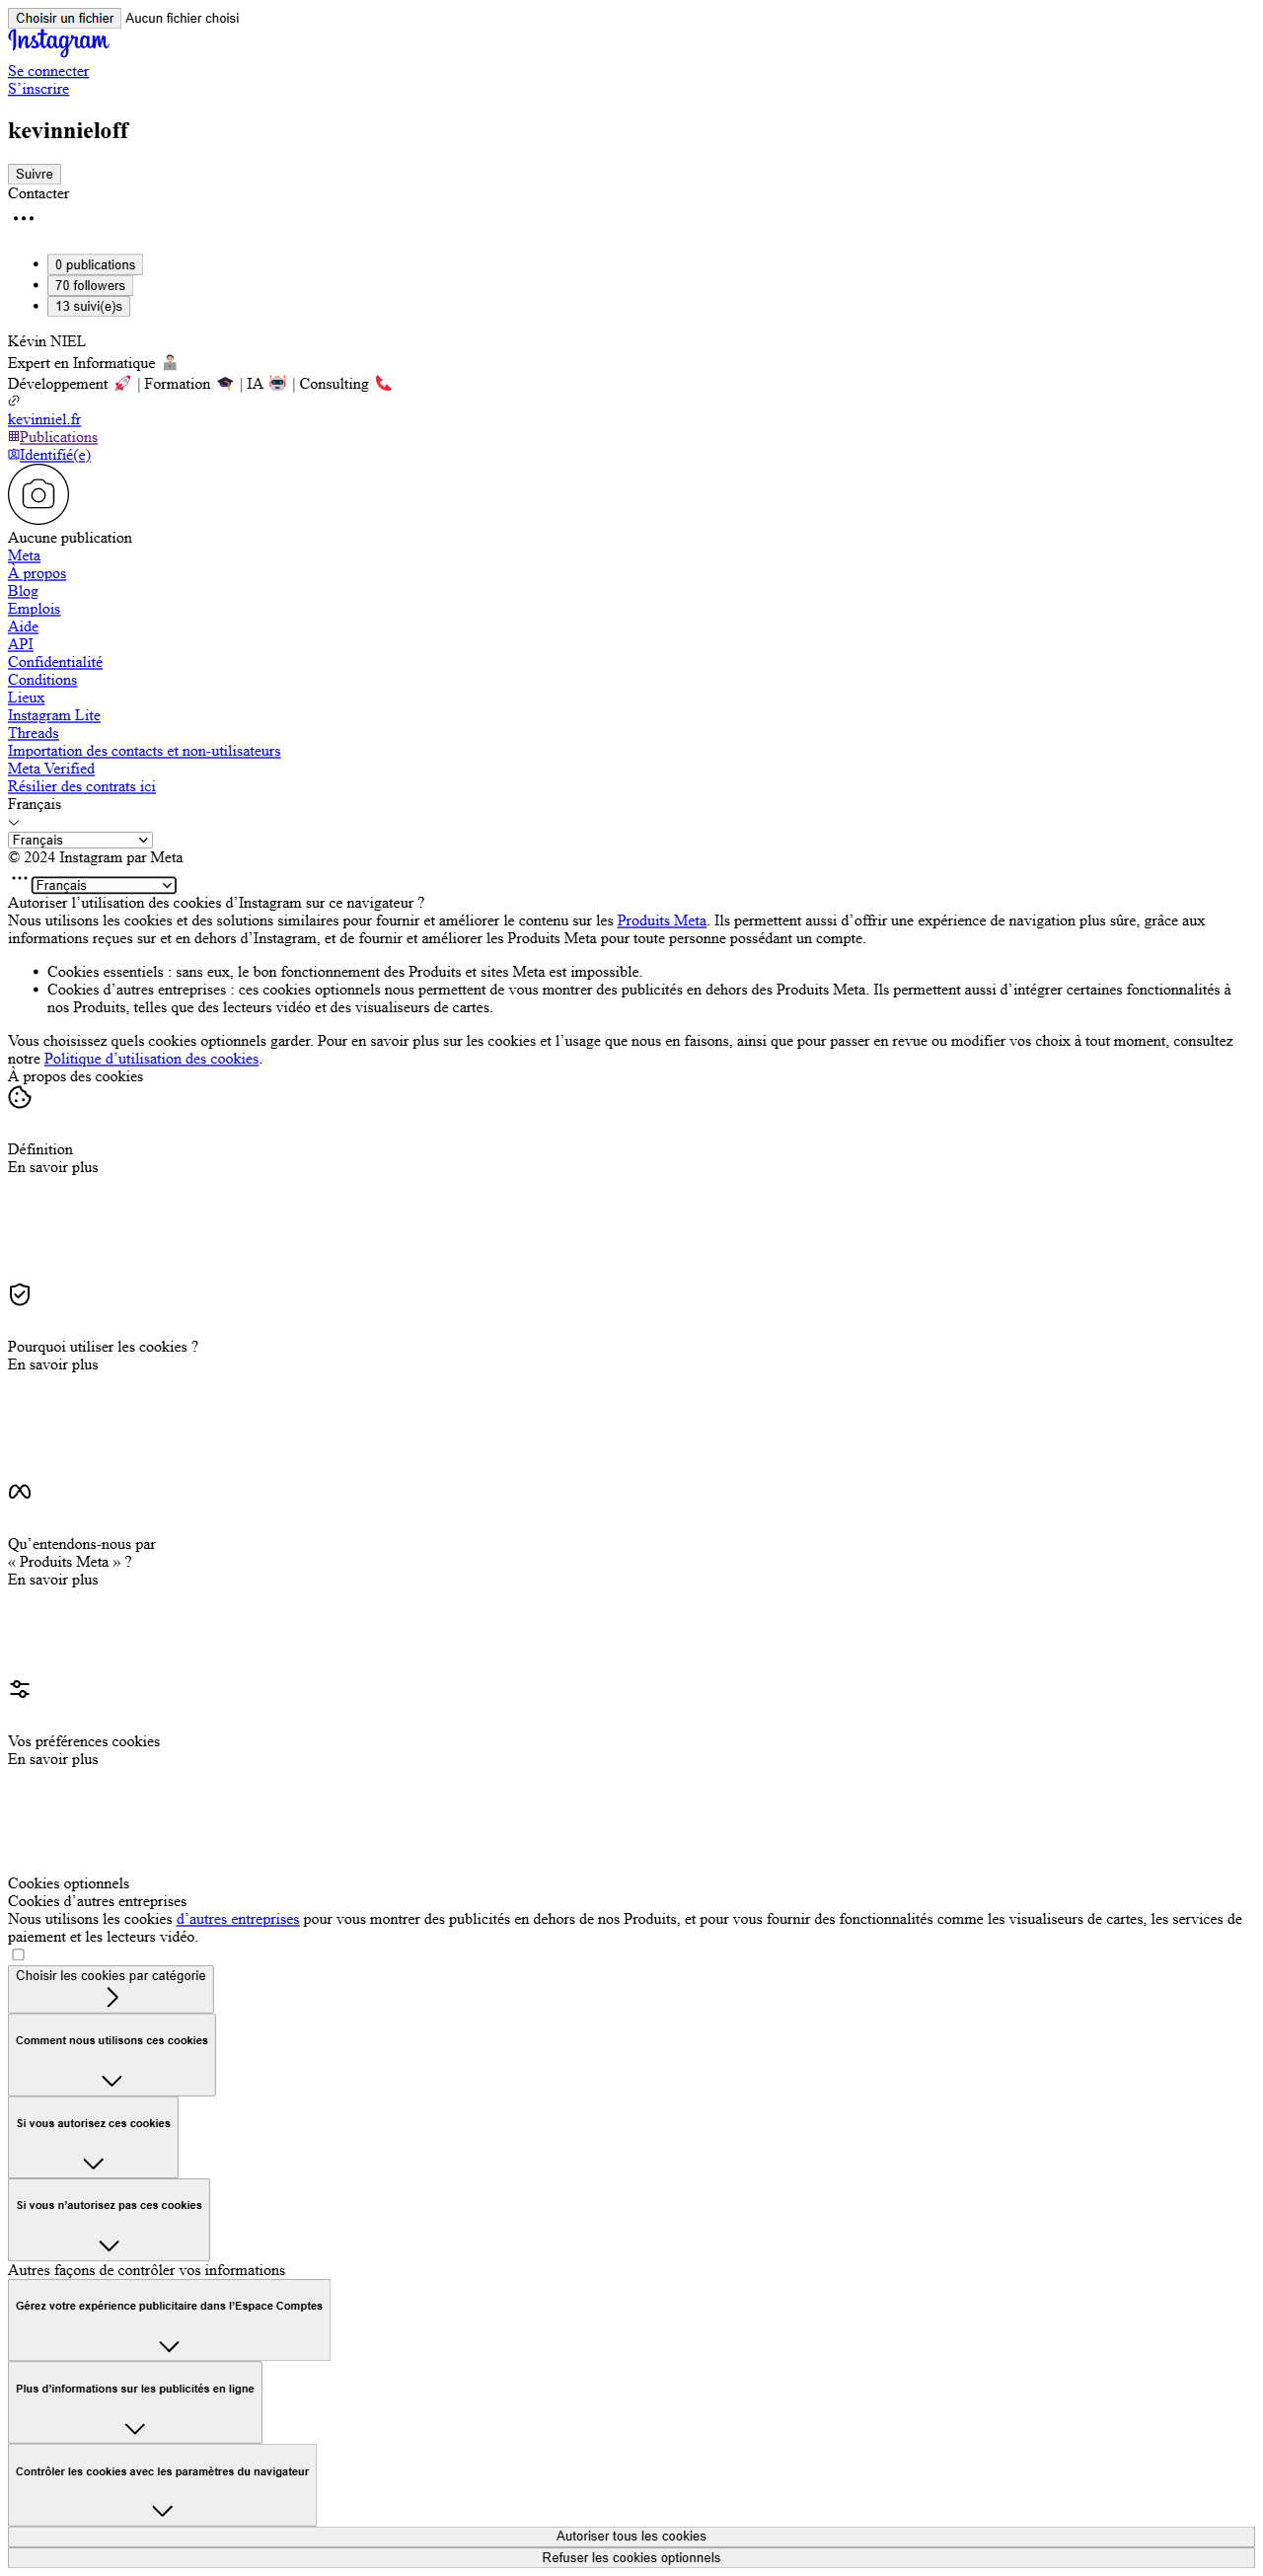 Choisir un fichier Aucun fichier choisi
Instagram
Se connecter
S’inscrire
kevinnieloff
Suivre
Contacter
0 publications
70 followers
13 suivi(e)s
Kévin NIEL
Expert en Informatique 👨🏻‍💻
Développement 🚀 | Formation 🎓 | IA 🤖 | Consulting 📞
kevinniel.fr
Publications
Identifié(e)
Aucune publication
Meta
À propos
Blog
Emplois
Aide
API
Confidentialité
Conditions
Lieux
Instagram Lite
Threads
Importation des contacts et non-utilisateurs
Meta Verified
Résilier des contrats ici
Français
Français
© 2024 Instagram par Meta
Français
Autoriser l’utilisation des cookies d’Instagram sur ce navigateur ?
Nous utilisons les cookies et des solutions similaires pour fournir et améliorer le contenu sur les Produits Meta. Ils permettent aussi d’offrir une expérience de navigation plus sûre, grâce aux
informations reçues sur et en dehors d’Instagram, et de fournir et améliorer les Produits Meta pour toute personne possédant un compte.
• Cookies essentiels : sans eux, le bon fonctionnement des Produits et sites Meta est impossible.
• Cookies d’autres entreprises : ces cookies optionnels nous permettent de vous montrer des publicités en dehors des Produits Meta. Ils permettent aussi d’intégrer certaines fonctionnalités à
nos Produits, telles que des lecteurs vidéo et des visualiseurs de cartes.
Vous choisissez quels cookies optionnels garder. Pour en savoir plus sur les cookies et l’usage que nous en faisons, ainsi que pour passer en revue ou modifier vos choix à tout moment, consultez
notre Politique d’utilisation des cookies.
À propos des cookies
Définition
En savoir plus
Pourquoi utiliser les cookies ?
En savoir plus
Qu’entendons-nous par
« Produits Meta » ?
En savoir plus
Vos préférences cookies
En savoir plus
Cookies optionnels
Cookies d’autres entreprises
Nous utilisons les cookies d’autres entreprises pour vous montrer des publicités en dehors de nos Produits, et pour vous fournir des fonctionnalités comme les visualiseurs de cartes, les services de
paiement et les lecteurs vidéo.
Choisir les cookies par catégorie
Comment nous utilisons ces cookies
Si vous autorisez ces cookies
Si vous n’autorisez pas ces cookies
Autres façons de contrôler vos informations
Gérez votre expérience publicitaire dans l’Espace Comptes
Plus d’informations sur les publicités en ligne
Contrôler les cookies avec les paramètres du navigateur
Autoriser tous les cookies
Refuser les cookies optionnels